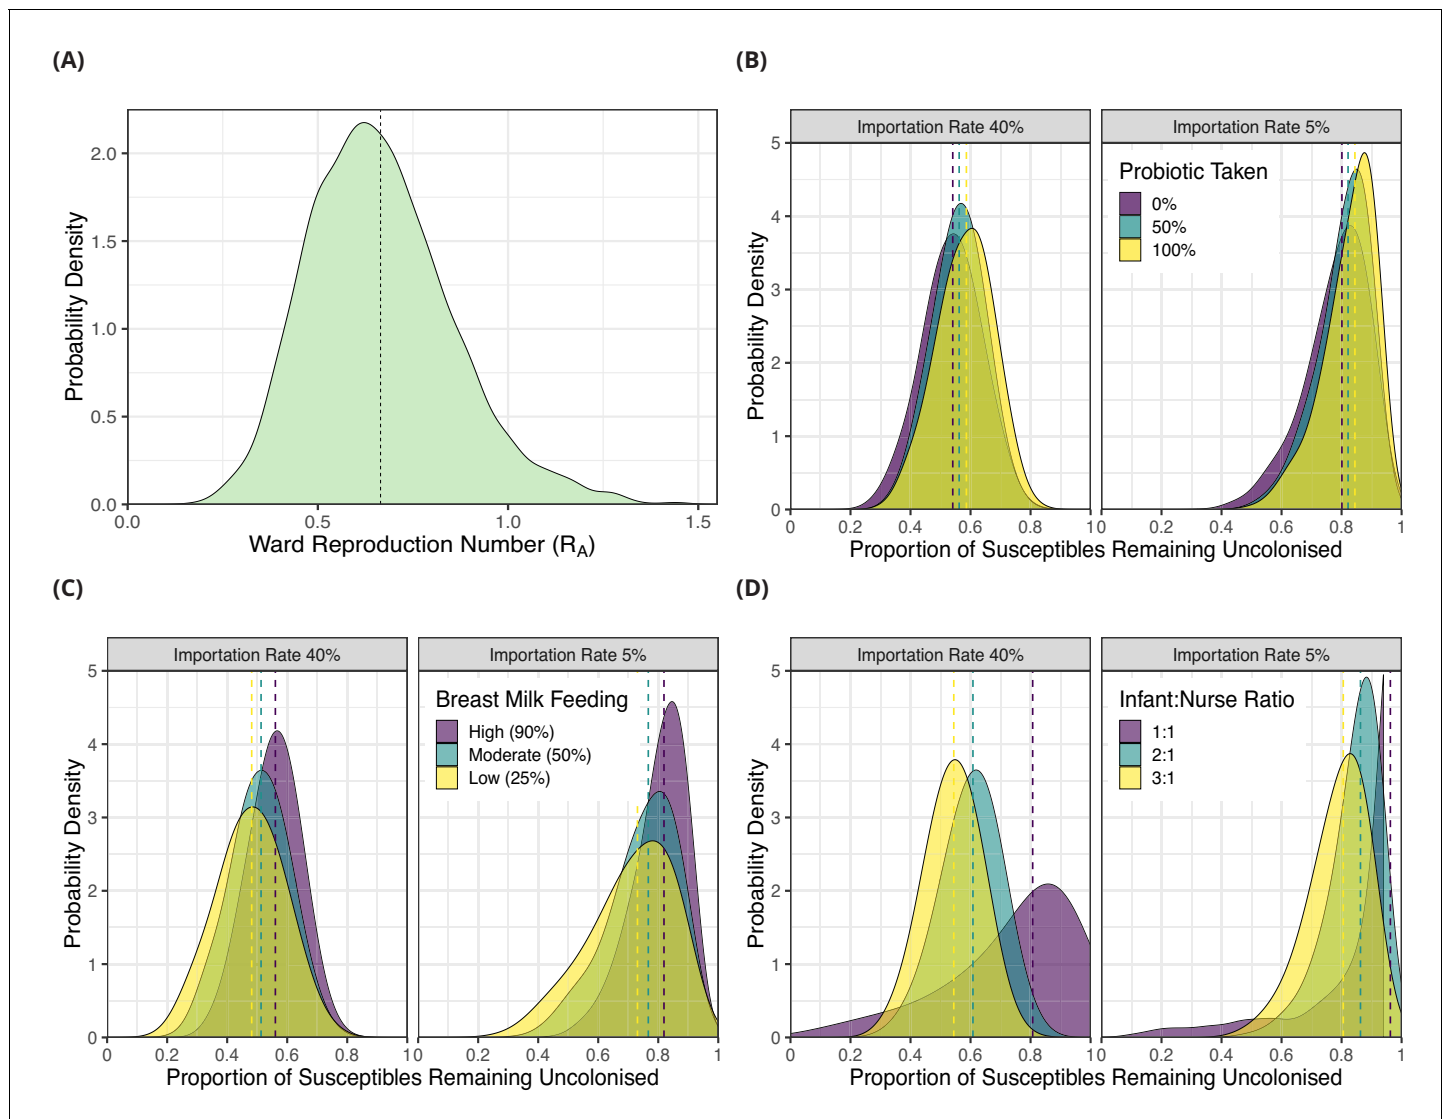 (A)
2.0
1.5
1.0
0.5
0.0
Probability Density
0.0 0.5 1.0 1.5
Ward Reproduction Number (RA)
(B)
Importation Rate 40% Importation Rate 5%
5
4
3
2
1
0
Probability Density
Probiotic Taken
0%
50%
100%
0 0.2 0.4 0.6 0.8 1 0 0.2 0.4 0.6 0.8 1
Proportion of Susceptibles Remaining Uncolonised
(C)
Importation Rate 40% Importation Rate 5%
5
4
3
2
1
0
Probability Density
Breast Milk Feeding
High (90%)
Moderate (50%)
Low (25%)
0 0.2 0.4 0.6 0.8 1 0 0.2 0.4 0.6 0.8 1
Proportion of Susceptibles Remaining Uncolonised
(D)
Importation Rate 40% Importation Rate 5%
5
4
3
2
1
0
Probability Density
Infant:Nurse Ratio
1:1
2:1
3:1
0 0.2 0.4 0.6 0.8 1 0 0.2 0.4 0.6 0.8 1
Proportion of Susceptibles Remaining Uncolonised